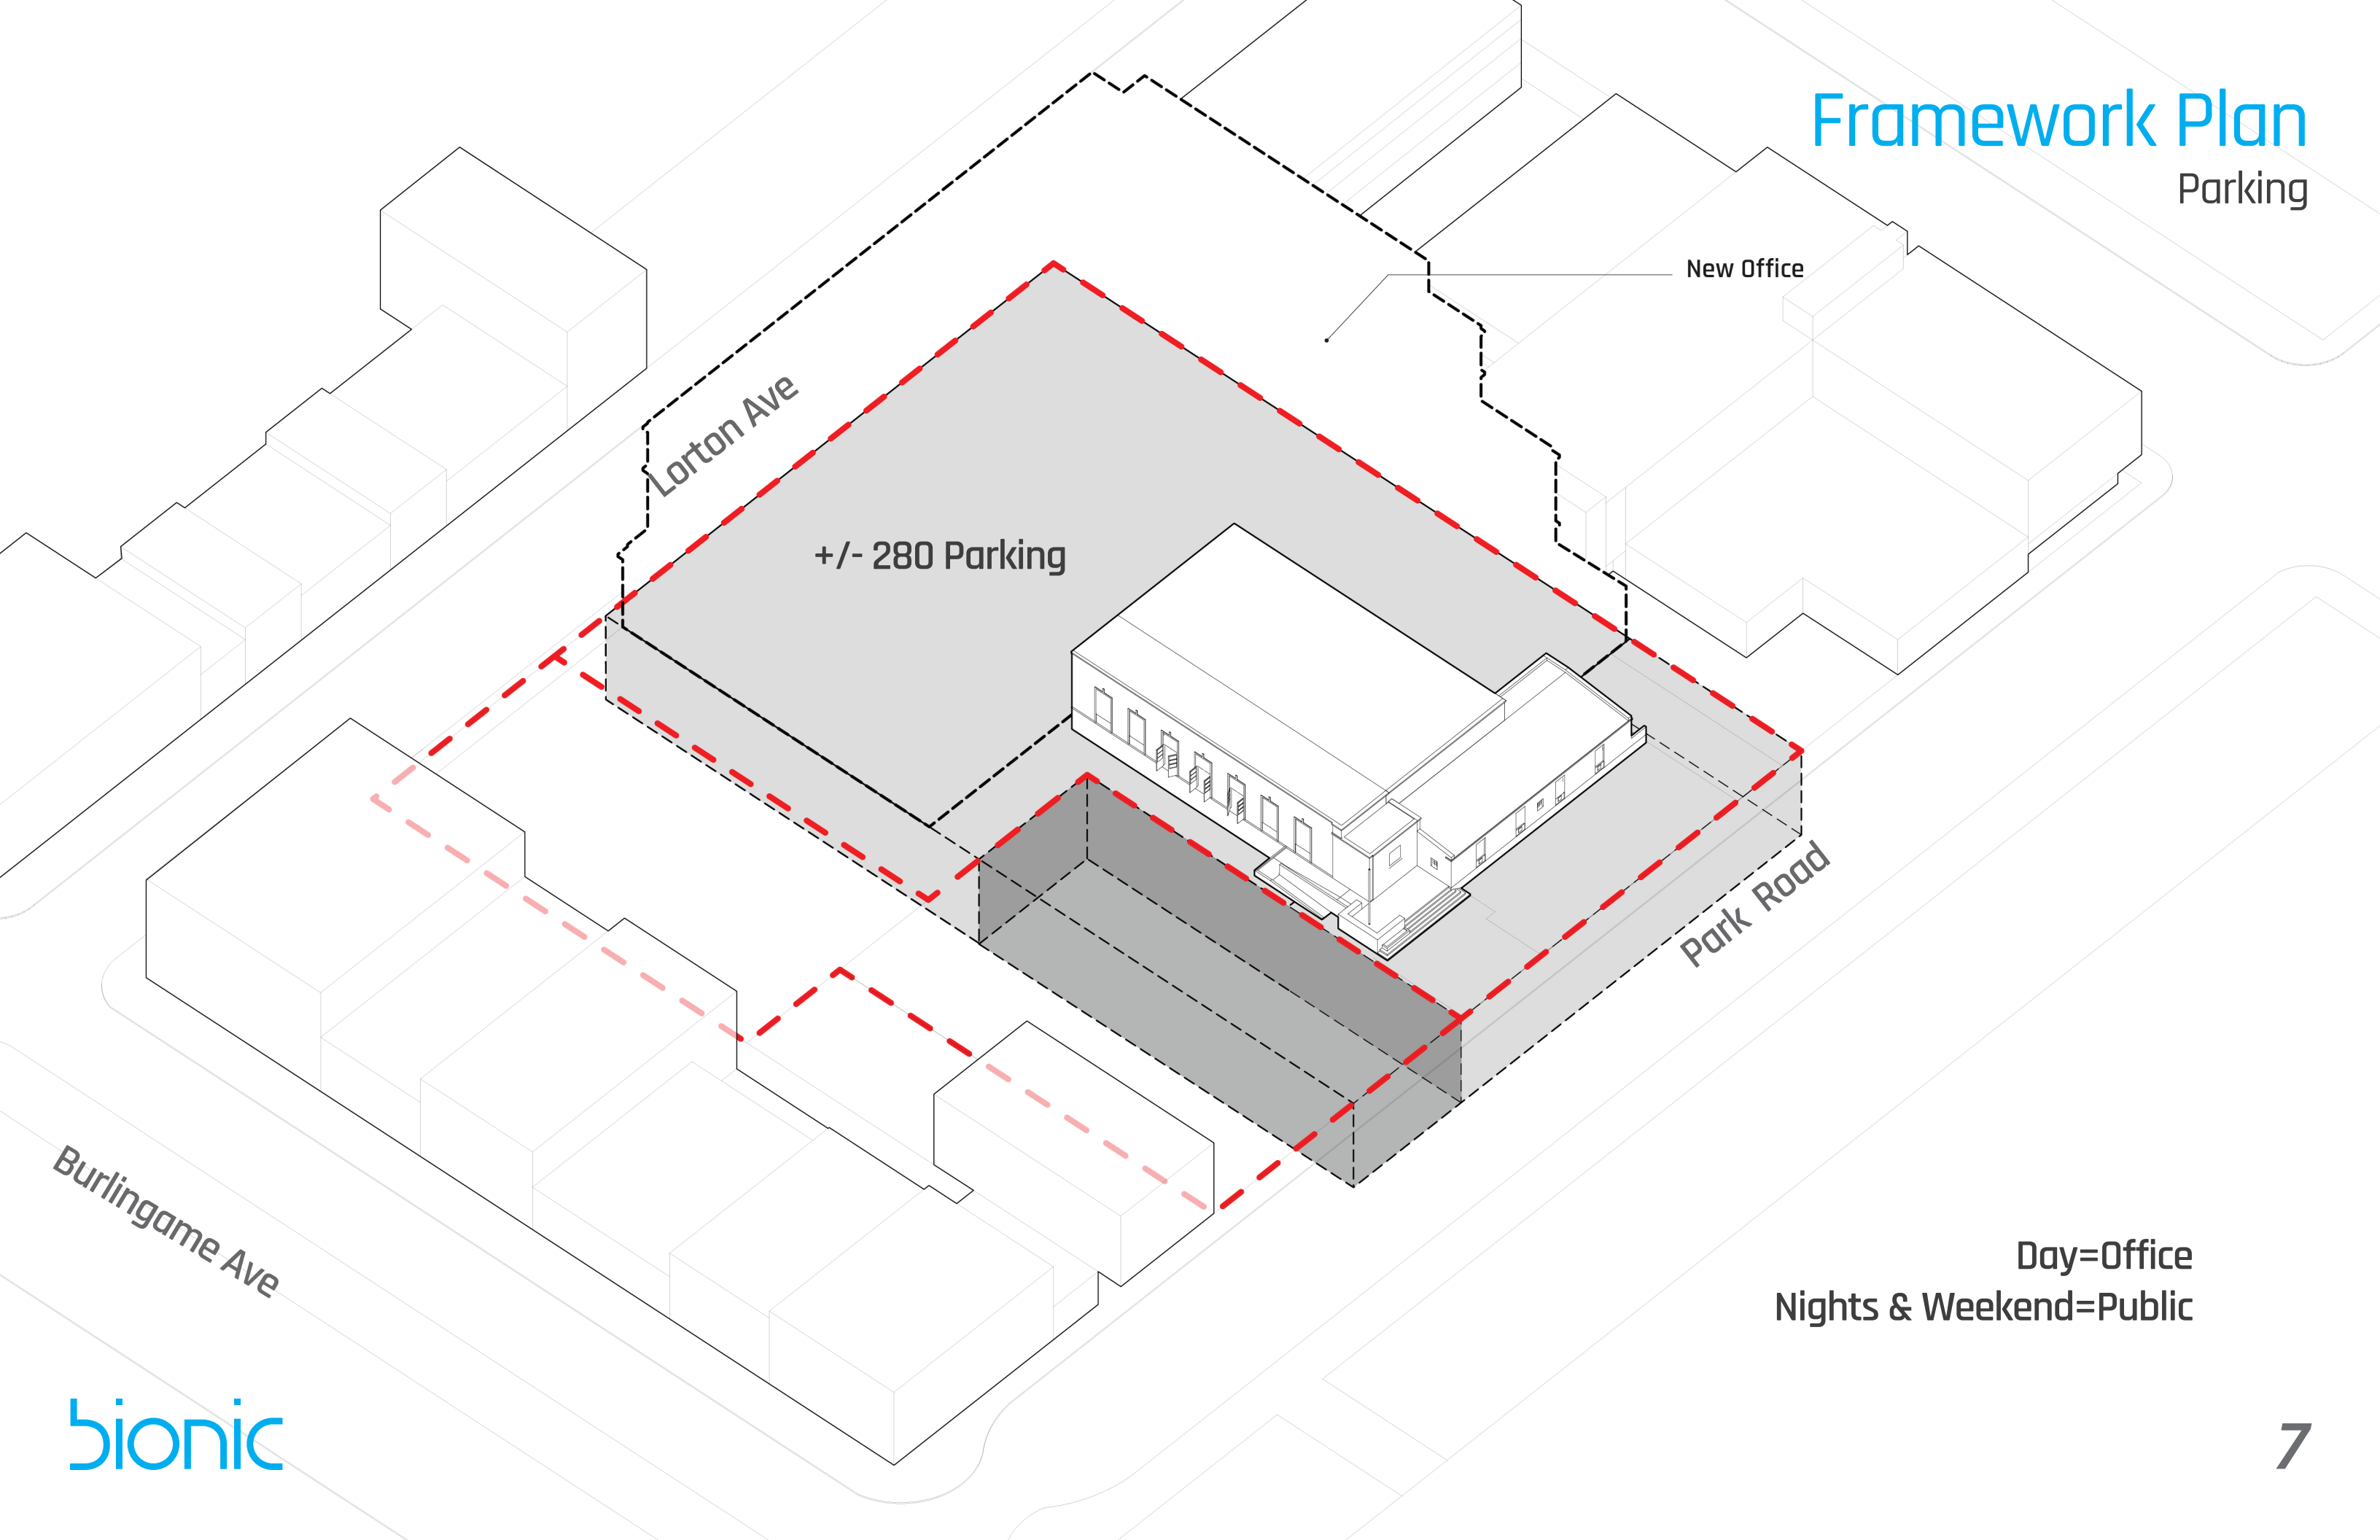 Framework Plan
Parking
New Office
Lorton Ave
+/- 280 Parking
Park Road
Burlingame Ave
Day=Office
Nights & Weekend=Public
bionic
7